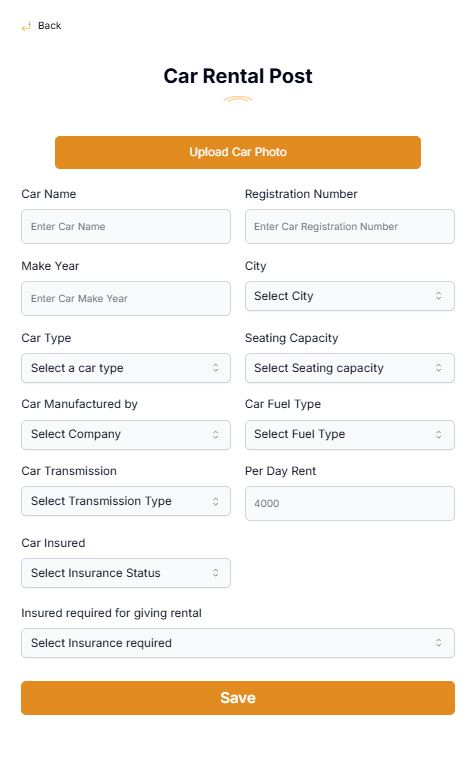 Back
Car Rental Post
Upload Car Photo
Car Name
Registration Number
Enter Car Name
Enter Car Registration Number
Make Year
City
Enter Car Make Year
Select City
Car Type
Seating Capacity
Select a car type
Select Seating capacity
Car Manufactured by
Car Fuel Type
Select Company
Select Fuel Type
Car Transmission
Per Day Rent
Select Transmission Type
4000
Car Insured
Select Insurance Status
Insured required for giving rental
Select Insurance required
Save